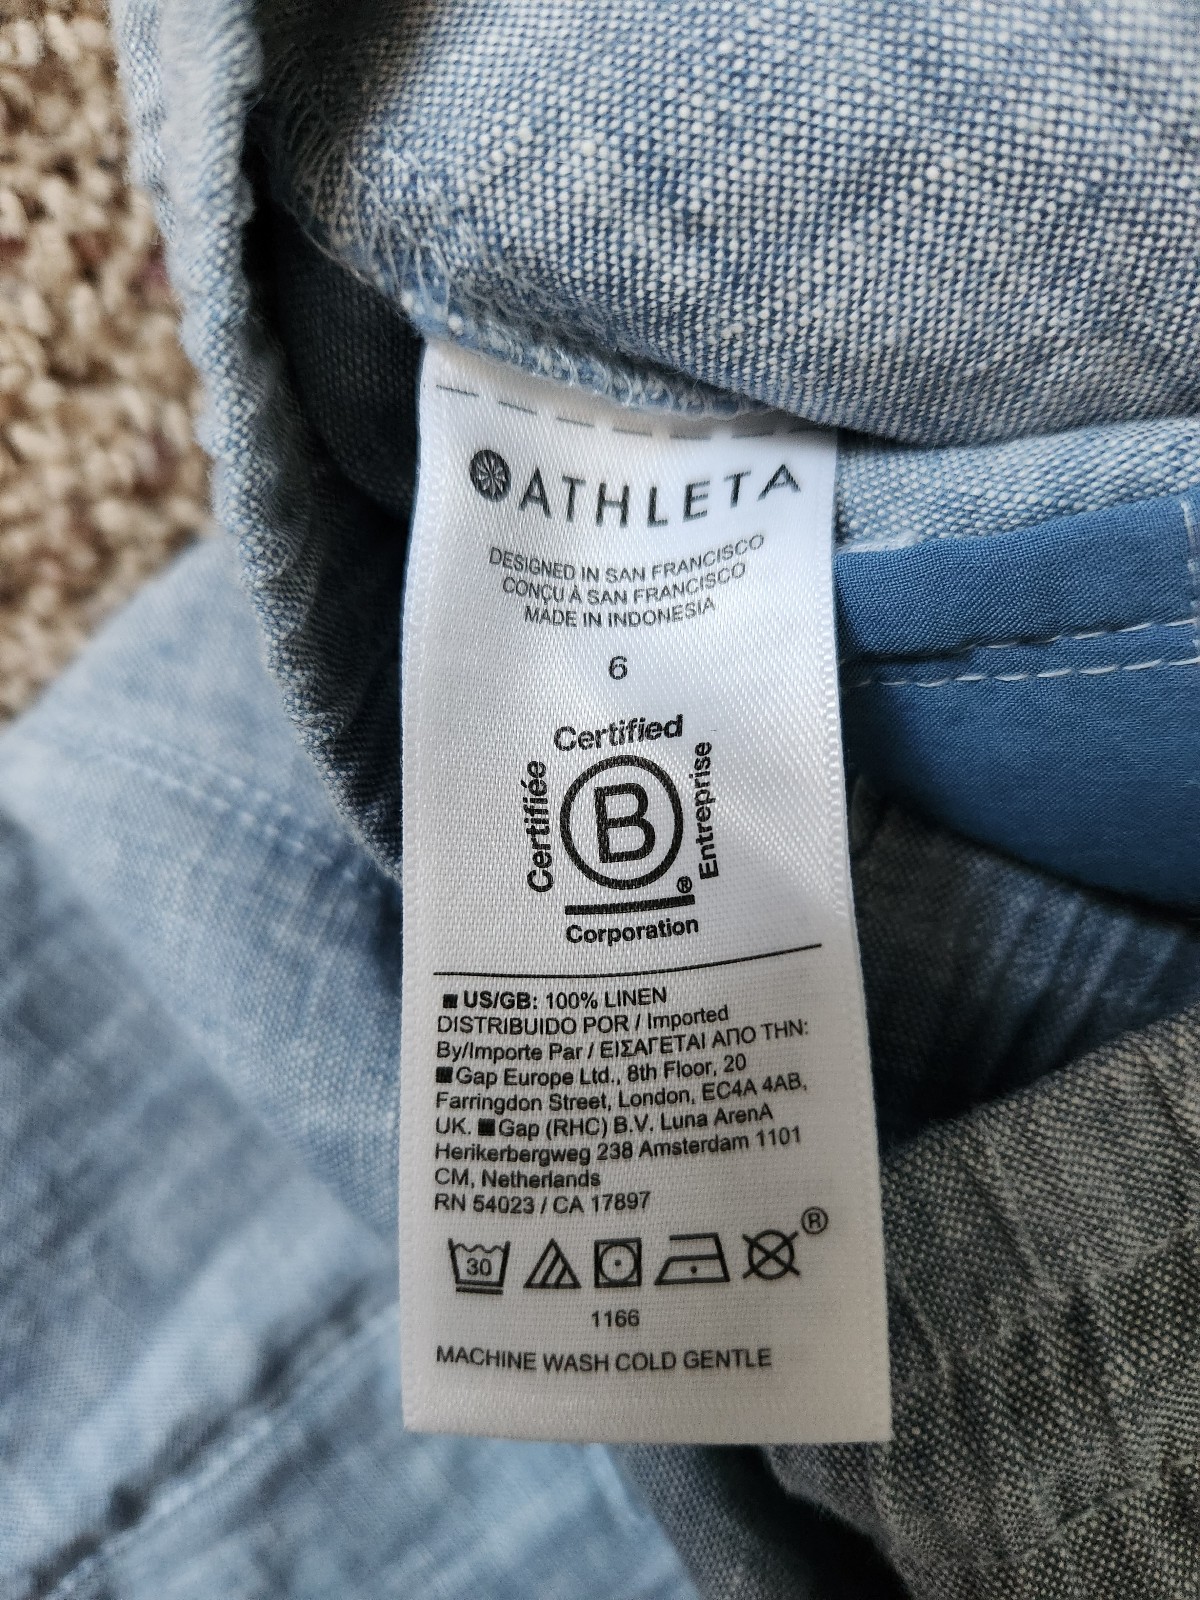 ATHLETA
DESIGNED IN SAN FRANCISCO
CONÇU À SAN FRANCISCO
MADE IN INDONESIA
6
Certified
Certifiée
B
Entreprise
®
Corporation
US/GB: 100% LINEN
DISTRIBUIDO POR / Imported
By/Importe Par / ΕΙΣΑΓΕΤΑΙ ΑΠΟ ΤΗΝ:
Gap Europe Ltd., 8th Floor, 20
Farringdon Street, London, EC4A 4AB,
UK. Gap (RHC) B.V. Luna ArenA
Herikerbergweg 238 Amsterdam 1101
CM, Netherlands
RN 54023 / CA 17897
30 ®
1166
MACHINE WASH COLD GENTLE